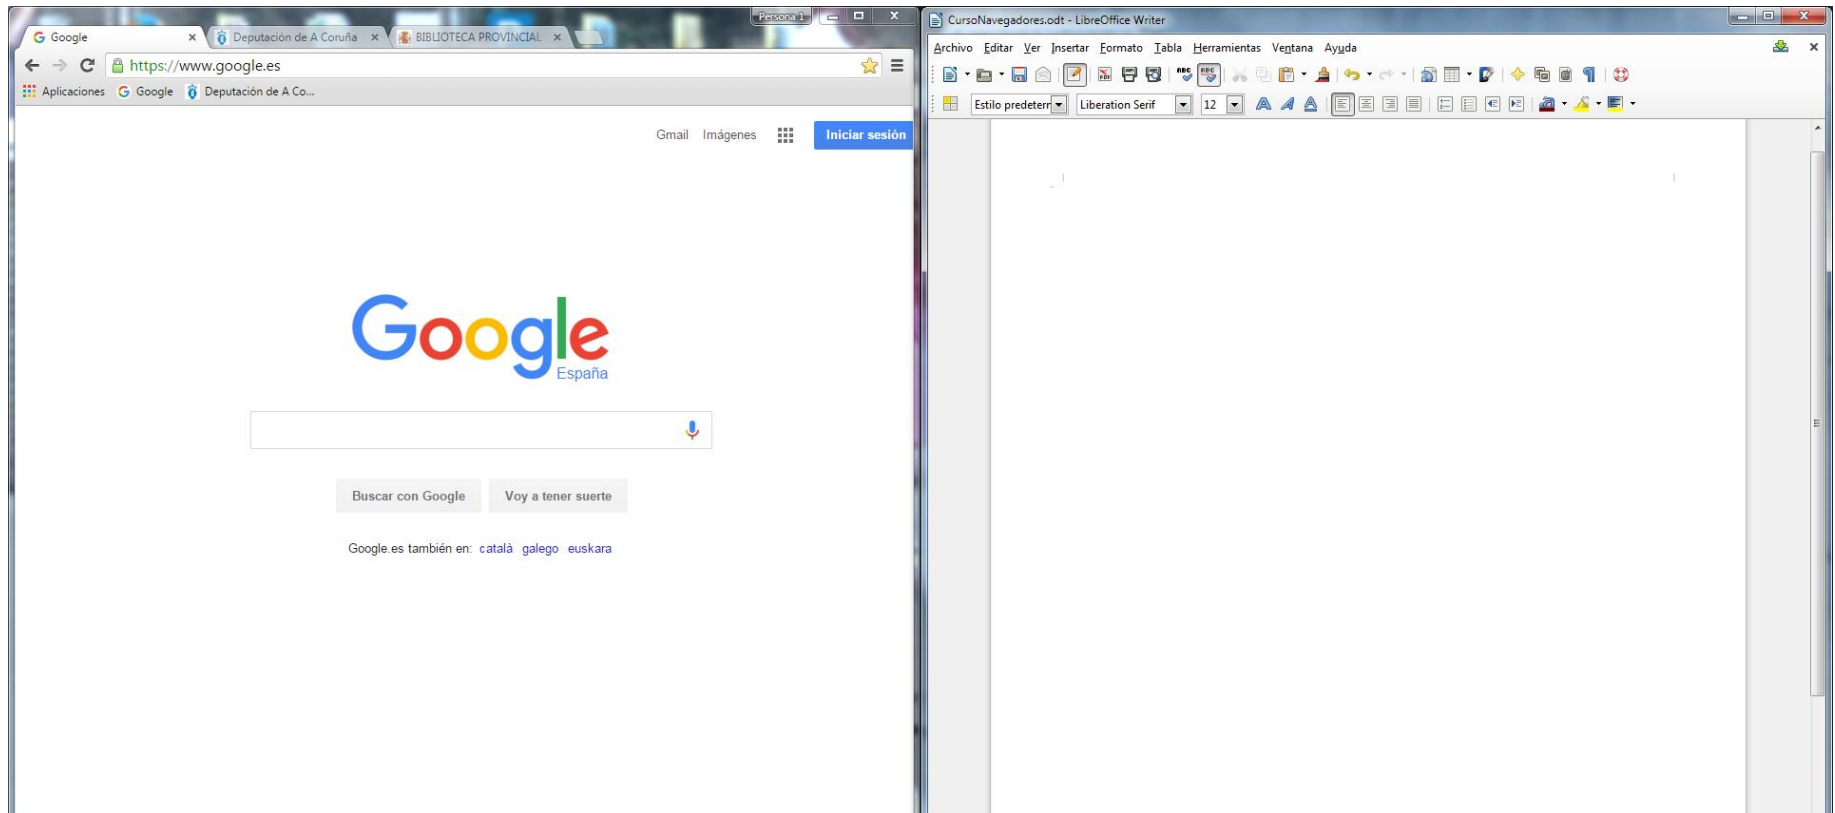 Persona 1
Google
Deputación de A Coruña
BIBLIOTECA PROVINCIAL
https://www.google.es
Aplicaciones Google Deputación de A Co...
Gmail Imágenes Iniciar sesión
Google
España
Buscar con Google Voy a tener suerte
Google.es también en: català galego euskara
CursoNavegadores.odt - LibreOffice Writer
Archivo Editar Ver Insertar Formato Tabla Herramientas Ventana Ayuda
ABC ABC
Estilo predeterr Liberation Serif 12